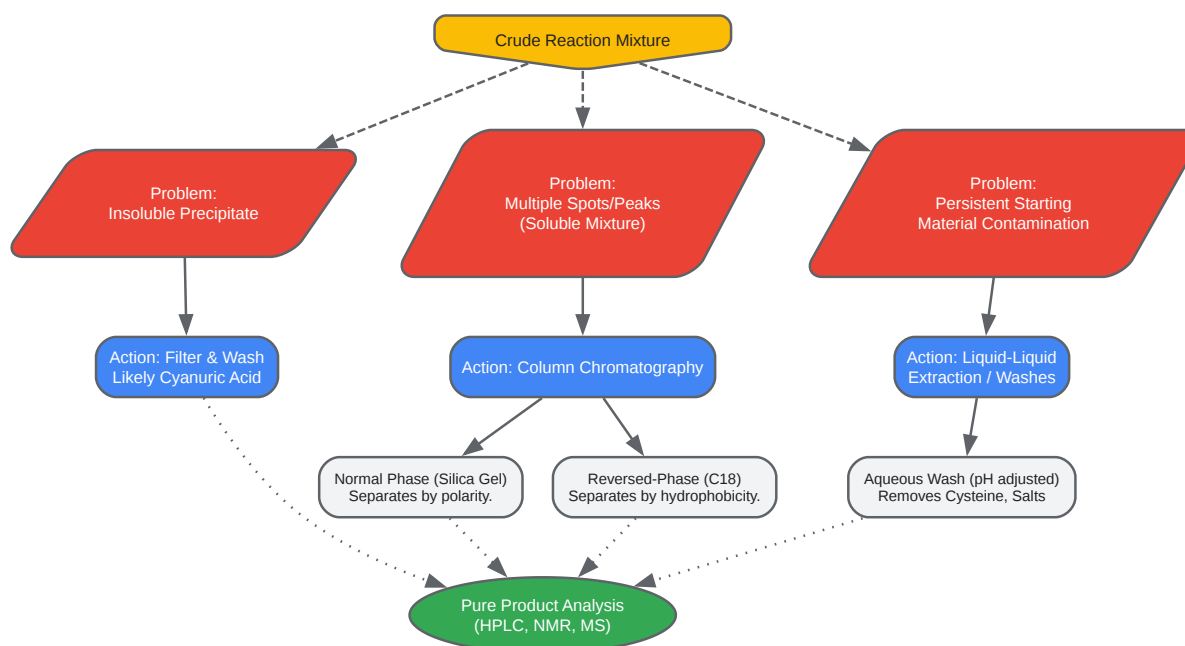 Crude Reaction Mixture
Problem:
Insoluble Precipitate
Problem:
Multiple Spots/Peaks
(Soluble Mixture)
Problem:
Persistent Starting
Material Contamination
Action: Filter & Wash
Likely Cyanuric Acid
Action: Column Chromatography
Action: Liquid-Liquid
Extraction / Washes
Normal Phase (Silica Gel)
Separates by polarity.
Reversed-Phase (C18)
Separates by hydrophobicity.
Aqueous Wash (pH adjusted)
Removes Cysteine, Salts
Pure Product Analysis
(HPLC, NMR, MS)